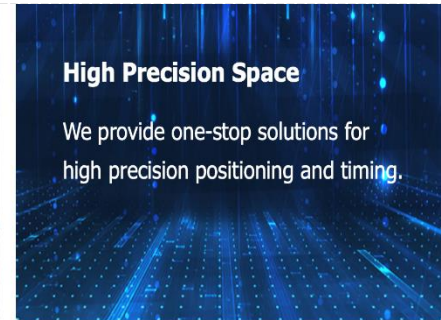 High Precision Space
We provide one-stop solutions for
high precision positioning and timing.